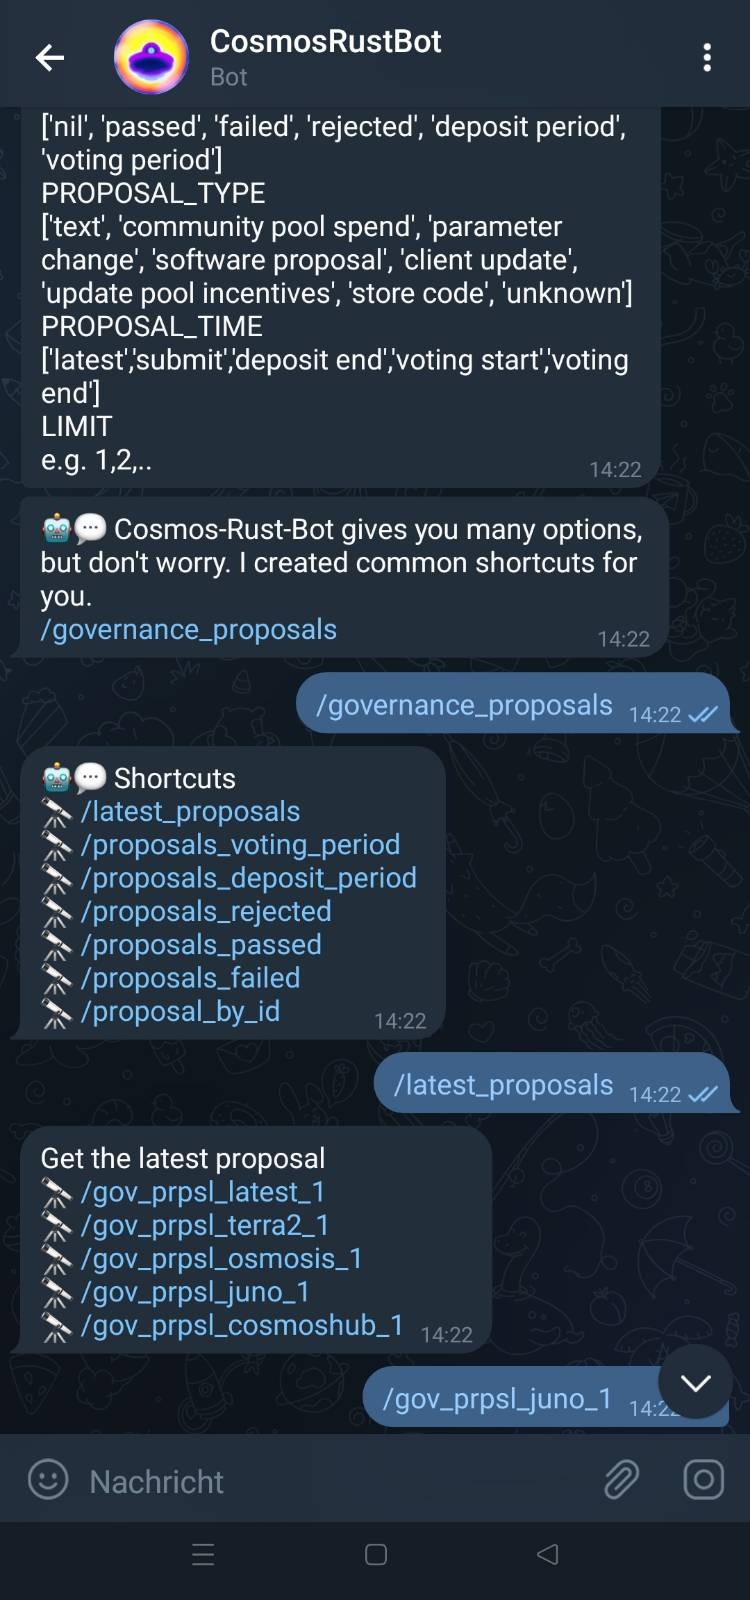 CosmosRustBot
Bot
['nil', 'passed', 'failed', 'rejected', 'deposit period',
'voting period']
PROPOSAL_TYPE
['text', 'community pool spend', 'parameter
change', 'software proposal', 'client update',
'update pool incentives', 'store code', 'unknown']
PROPOSAL_TIME
['latest','submit','deposit end','voting start','voting
end']
LIMIT
e.g. 1,2,..
14:22
Cosmos-Rust-Bot gives you many options,
but don't worry. I created common shortcuts for
you.
/governance_proposals
14:22
/governance_proposals 14:22
Shortcuts
/latest_proposals
/proposals_voting_period
/proposals_deposit_period
/proposals_rejected
/proposals_passed
/proposals_failed
/proposal_by_id
14:22
/latest_proposals 14:22
Get the latest proposal
/gov_prpsl_latest_1
/gov_prpsl_terra2_1
/gov_prpsl_osmosis_1
/gov_prpsl_juno_1
/gov_prpsl_cosmoshub_1 14:22
/gov_prpsl_juno_1 14:22
Nachricht